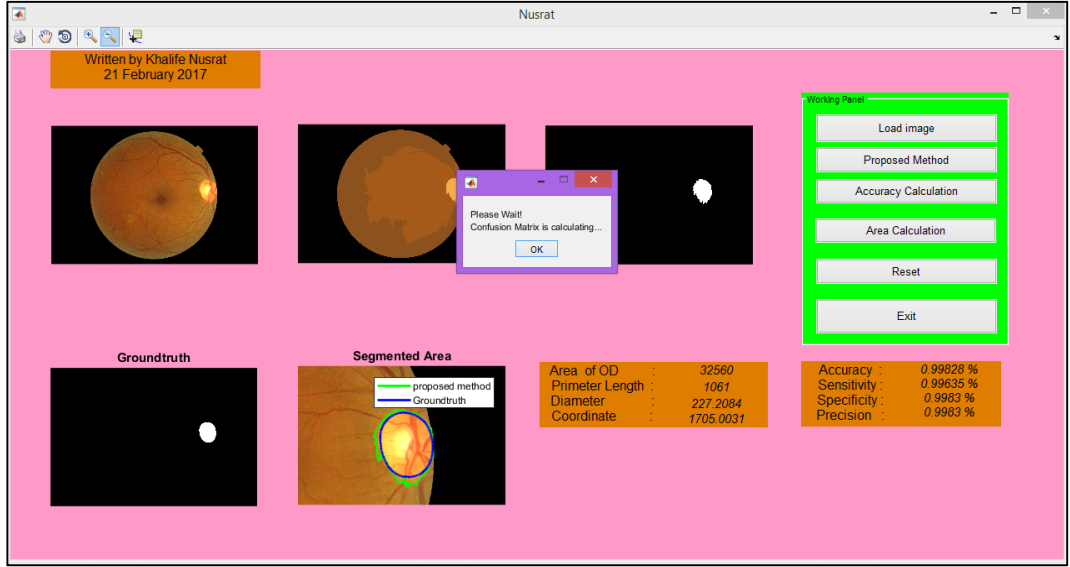 Nusrat
Written by Khalife Nusrat
21 February 2017
Working Panel
Load image
Proposed Method
Accuracy Calculation
Area Calculation
Reset
Exit
Please Wait!
Confusion Matrix is calculating...
OK
Groundtruth
Segmented Area
proposed method
Groundtruth
Area of OD : 32560
Primeter Length : 1061
Diameter : 227.2084
Coordinate : 1705.0031
Accuracy : 0.99828 %
Sensitivity : 0.99635 %
Specificity : 0.9983 %
Precision : 0.9983 %